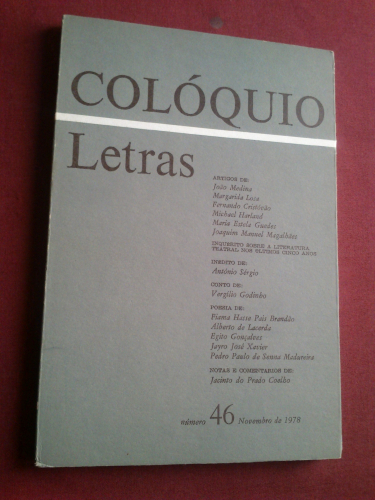 COLÓQUIO
Letras
ARTIGOS DE:
João Medina
Margarida Losa
Fernando Cristóvão
Michael Harland
Maria Estela Guedes
Joaquim Manuel Magalhães
INQUÉRITO SOBRE A LITERATURA
TEATRAL NOS ÚLTIMOS CINCO ANOS
INÉDITO DE:
António Sérgio
CONTO DE:
Vergílio Godinho
POESIA DE:
Fiama Hasse Pais Brandão
Alberto de Lacerda
Egito Gonçalves
Jayro José Xavier
Pedro Paulo de Senna Madureira
NOTAS E COMENTÁRIOS DE:
Jacinto do Prado Coelho
número 46 Novembro de 1978